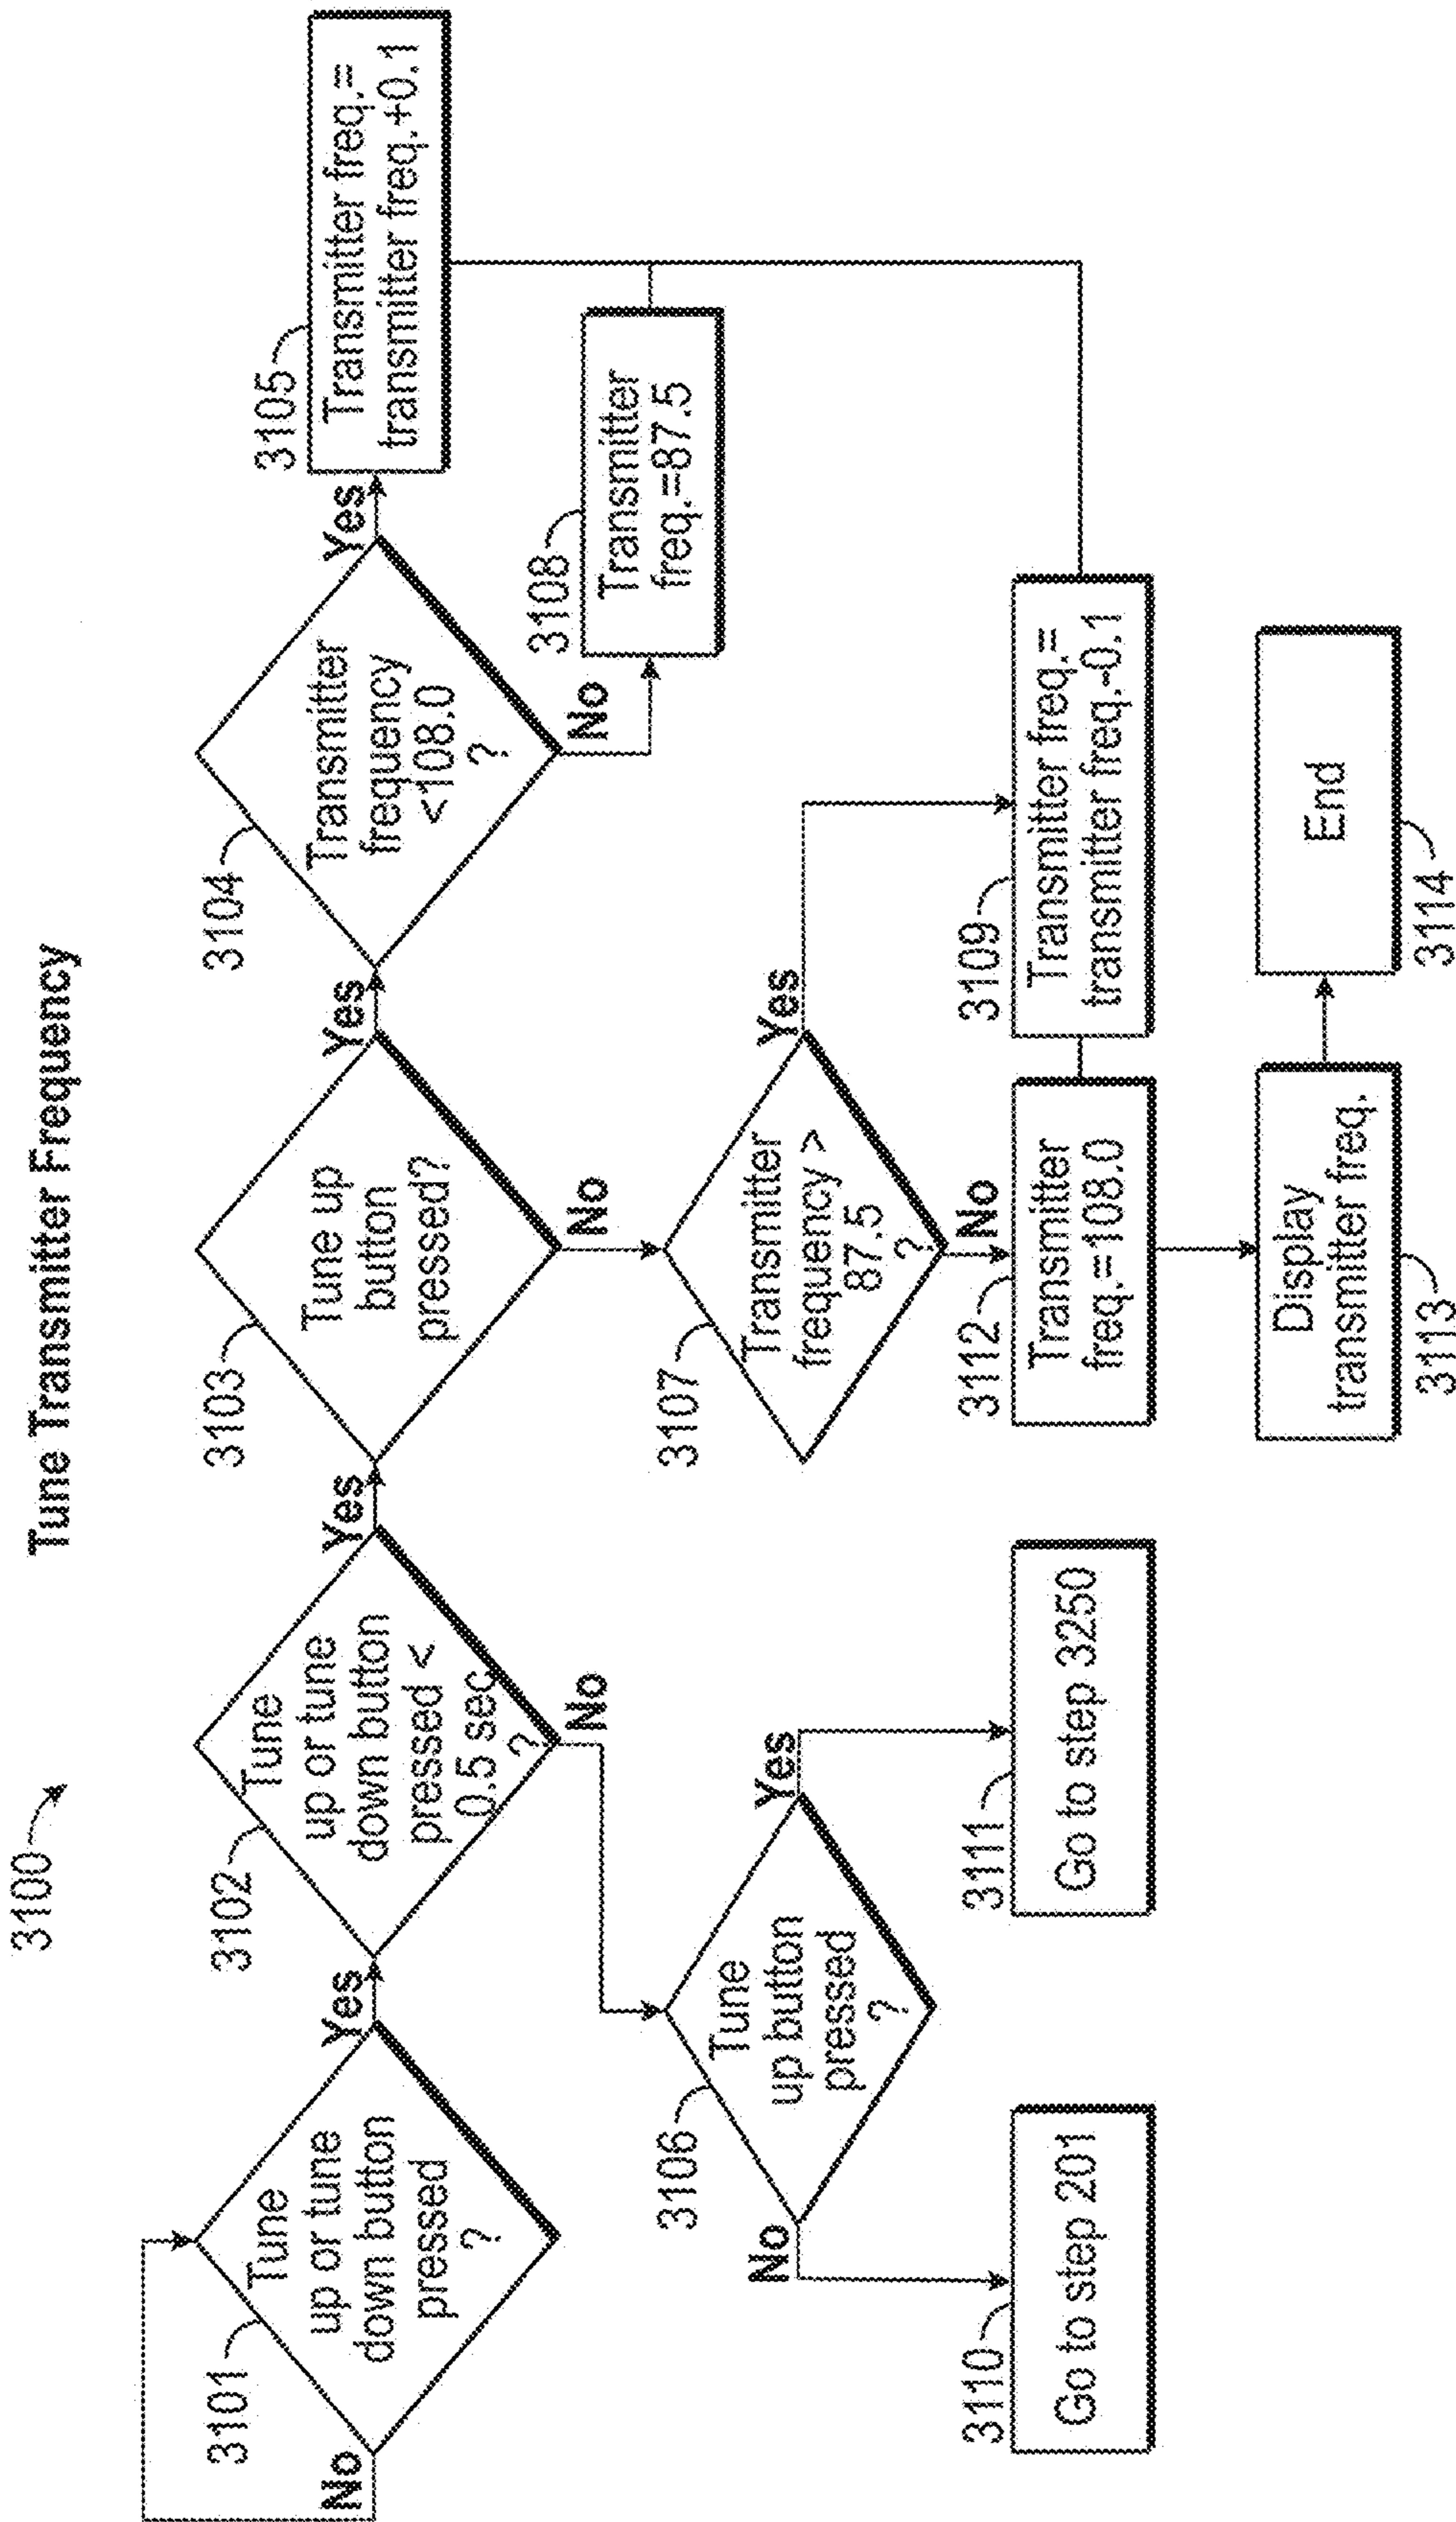 Tune Transmitter Frequency
3100
3101
Tune
up or tune
down button
pressed
?
No
Yes
3102
Tune
up or tune
down button
pressed <
0.5 sec
?
Yes
No
3103
Tune up
button
pressed?
Yes
No
3104
Transmitter
frequency
<108.0
?
Yes
No
3105
Transmitter freq.=
transmitter freq.+0.1
3106
Tune
up button
pressed
?
No
Yes
3107
Transmitter
frequency >
87.5
?
Yes
No
3108
Transmitter
freq.=87.5
3110
Go to step 201
3111
Go to step 3250
3112
Transmitter
freq.=108.0
3109
Transmitter freq.=
transmitter freq.-0.1
Display
transmitter freq.
3113
End
3114